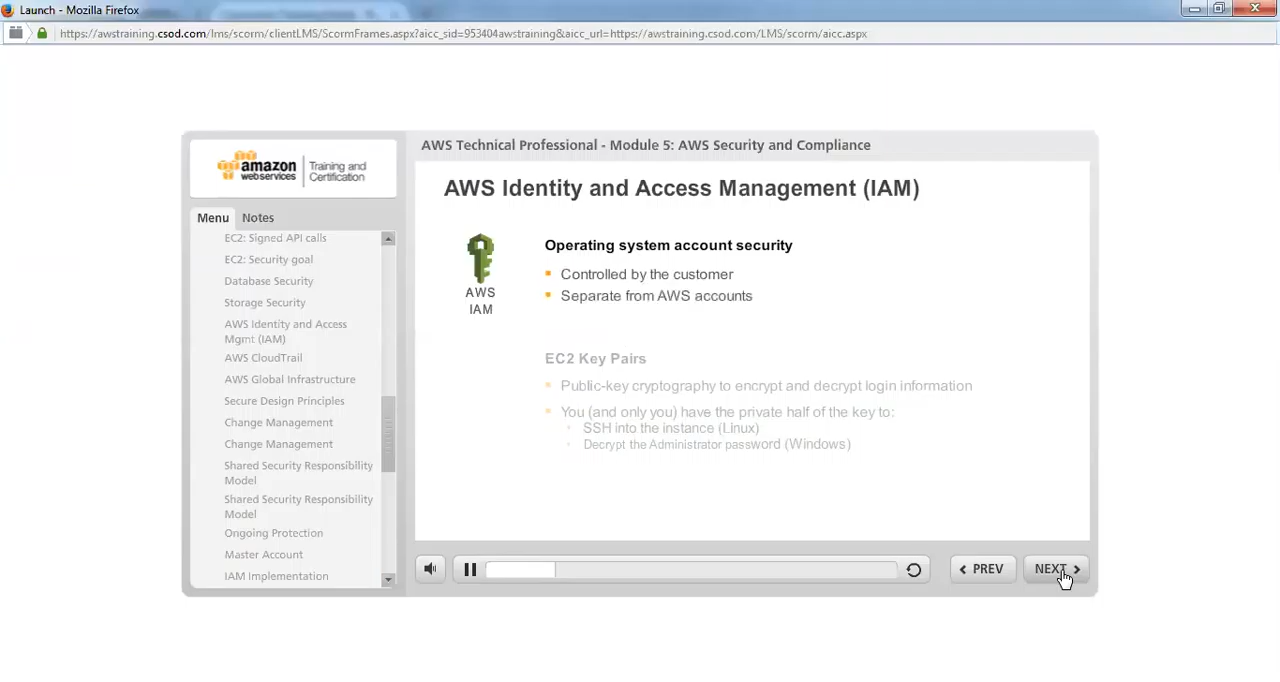 Launch - Mozilla Firefox
https://awstraining.csod.com/lms/scorm/clientLMS/ScormFrames.aspx?aicc_sid=953404awstraining&aicc_url=https://awstraining.csod.com/LMS/scorm/aicc.aspx
amazon
webservices
Training and
Certification
AWS Technical Professional - Module 5: AWS Security and Compliance
Menu
Notes
EC2: Signed API calls
EC2: Security goal
Database Security
Storage Security
AWS Identity and Access
Mgmt (IAM)
AWS CloudTrail
AWS Global Infrastructure
Secure Design Principles
Change Management
Change Management
Shared Security Responsibility
Model
Shared Security Responsibility
Model
Ongoing Protection
Master Account
IAM Implementation
AWS Identity and Access Management (IAM)
AWS
IAM
Operating system account security
Controlled by the customer
Separate from AWS accounts
EC2 Key Pairs
Public-key cryptography to encrypt and decrypt login information
You (and only you) have the private half of the key to:
SSH into the instance (Linux)
Decrypt the Administrator password (Windows)
PREV
NEXT